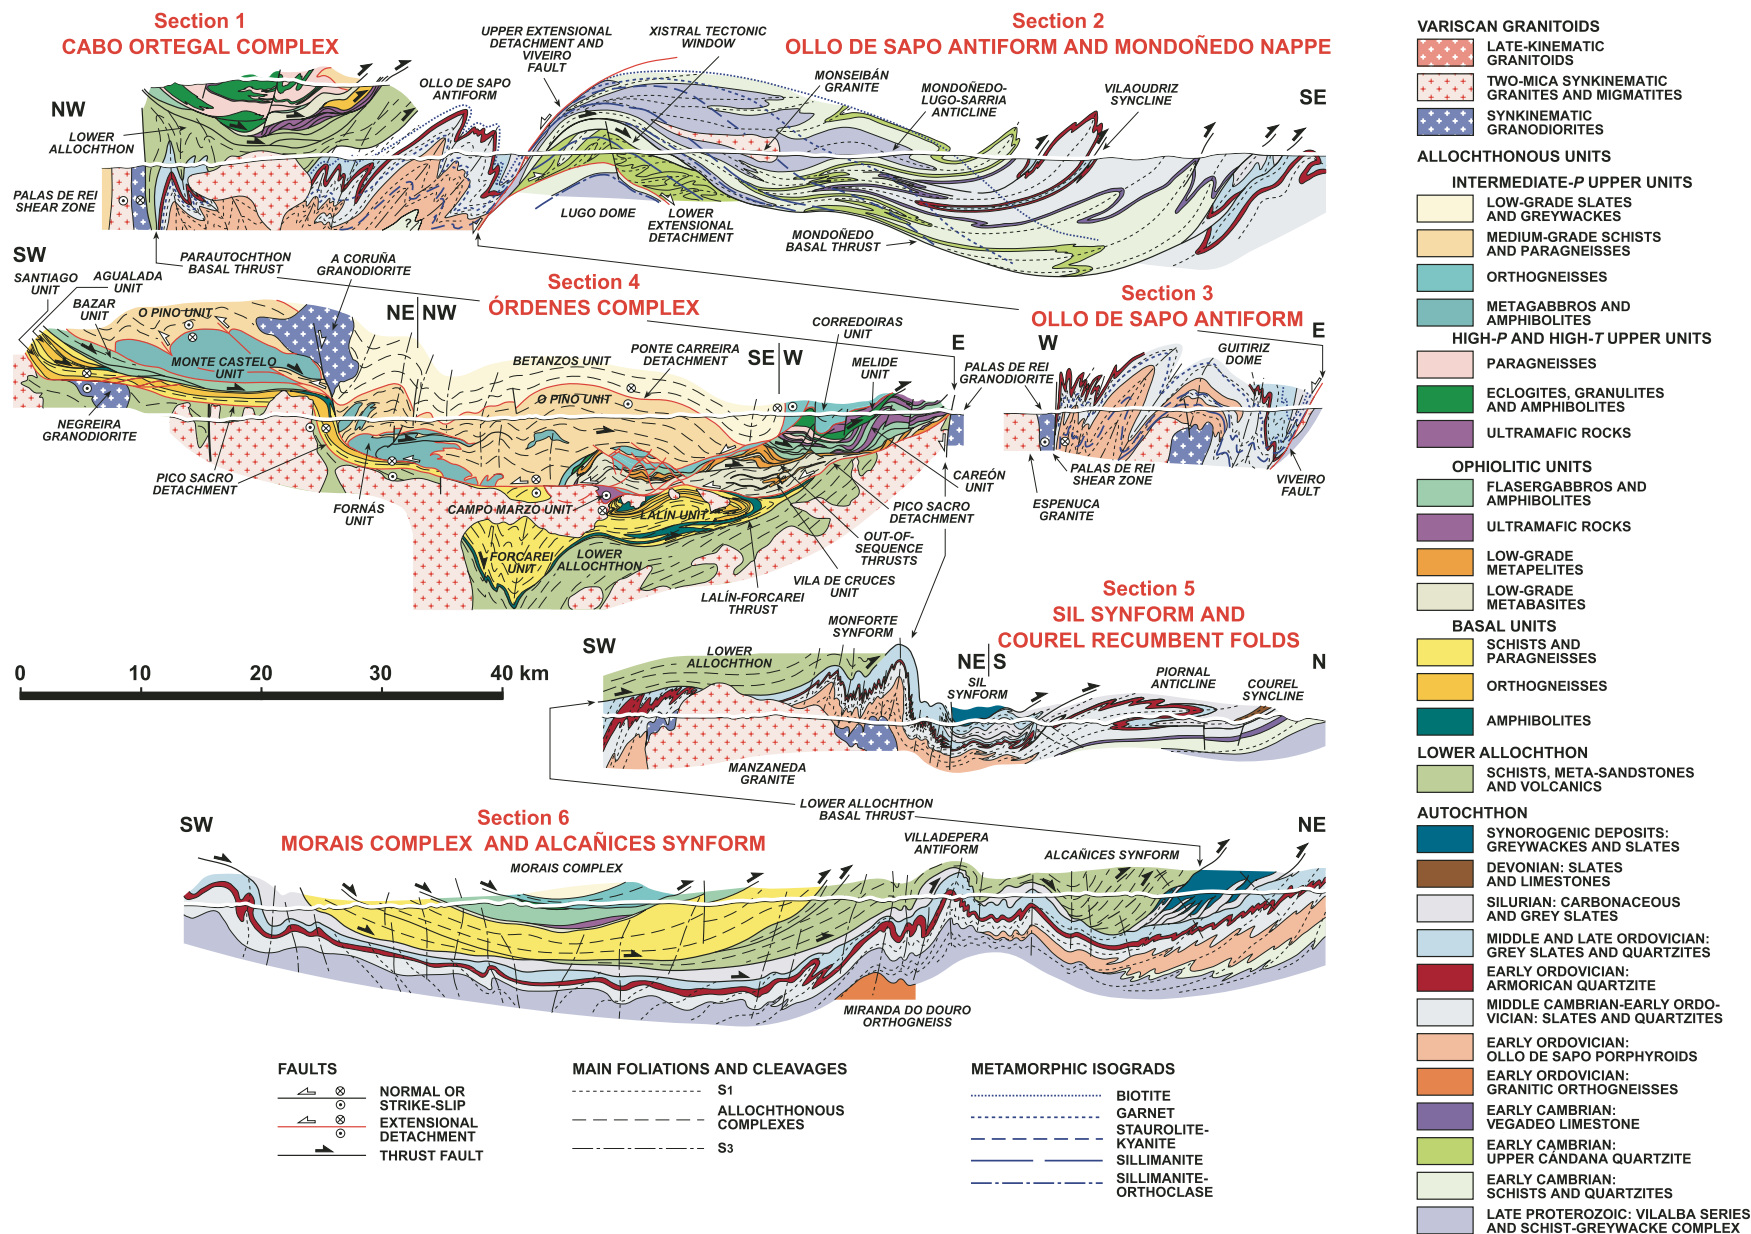 Section 1
CABO ORTEGAL COMPLEX
NW
LOWER
ALLOCHTHON
PALAS DE REI
SHEAR ZONE
PARAUTOCHTHON
BASAL THRUST
OLLO DE SAPO
ANTIFORM
UPPER EXTENSIONAL
DETACHMENT AND
VIVEIRO
FAULT
XISTRAL TECTONIC
WINDOW
Section 2
OLLO DE SAPO ANTIFORM AND MONDOÑEDO NAPPE
MONSEIBÁN
GRANITE
MONDOÑEDO-
LUGO-SARRIA
ANTICLINE
VILAOUDRIZ
SYNCLINE
SE
?
LUGO DOME
LOWER
EXTENSIONAL
DETACHMENT
MONDOÑEDO
BASAL THRUST
SW
SANTIAGO
UNIT
AGUALADA
UNIT
BAZAR
UNIT
O PINO UNIT
A CORUÑA
GRANODIORITE
NE
NW
Section 4
ÓRDENES COMPLEX
MONTE CASTELO
UNIT
BETANZOS UNIT
PONTE CARREIRA
DETACHMENT
O PINO UNIT
SE
W
CORREDOIRAS
UNIT
MELIDE
UNIT
E
PALAS DE REI
GRANODIORITE
NEGREIRA
GRANODIORITE
PICO SACRO
DETACHMENT
FORNÁS
UNIT
CAMPO MARZO UNIT
LALÍN UNIT
FORCAREI
UNIT
LOWER
ALLOCHTHON
LALÍN-FORCAREI
THRUST
VILA DE CRUCES
UNIT
OUT-OF-
SEQUENCE
THRUSTS
PICO SACRO
DETACHMENT
CAREÓN
UNIT
Section 3
OLLO DE SAPO ANTIFORM
W
E
GUITIRIZ
DOME
ESPENUCA
GRANITE
PALAS DE REI
SHEAR ZONE
VIVEIRO
FAULT
0 10 20 30 40 km
Section 5
SIL SYNFORM AND
COUREL RECUMBENT FOLDS
SW
LOWER
ALLOCHTHON
MONFORTE
SYNFORM
NE
S
SIL
SYNFORM
PIORNAL
ANTICLINE
COUREL
SYNCLINE
N
MANZANEDA
GRANITE
LOWER ALLOCHTHON
BASAL THRUST
Section 6
MORAIS COMPLEX AND ALCAÑICES SYNFORM
SW
MORAIS COMPLEX
VILLADEPERA
ANTIFORM
ALCAÑICES SYNFORM
NE
MIRANDA DO DOURO
ORTHOGNEISS
FAULTS
NORMAL OR
STRIKE-SLIP
EXTENSIONAL
DETACHMENT
THRUST FAULT
MAIN FOLIATIONS AND CLEAVAGES
S1
ALLOCHTHONOUS
COMPLEXES
S3
METAMORPHIC ISOGRADS
BIOTITE
GARNET
STAUROLITE-
KYANITE
SILLIMANITE
SILLIMANITE-
ORTHOCLASE
VARISCAN GRANITOIDS
LATE-KINEMATIC
GRANITOIDS
TWO-MICA SYNKINEMATIC
GRANITES AND MIGMATITES
SYNKINEMATIC
GRANODIORITES
ALLOCHTHONOUS UNITS
INTERMEDIATE-P UPPER UNITS
LOW-GRADE SLATES
AND GREYWACKES
MEDIUM-GRADE SCHISTS
AND PARAGNEISSES
ORTHOGNEISSES
METAGABBROS AND
AMPHIBOLITES
HIGH-P AND HIGH-T UPPER UNITS
PARAGNEISSES
ECLOGITES, GRANULITES
AND AMPHIBOLITES
ULTRAMAFIC ROCKS
OPHIOLITIC UNITS
FLASERGABBROS AND
AMPHIBOLITES
ULTRAMAFIC ROCKS
LOW-GRADE
METAPELITES
LOW-GRADE
METABASITES
BASAL UNITS
SCHISTS AND
PARAGNEISSES
ORTHOGNEISSES
AMPHIBOLITES
LOWER ALLOCHTHON
SCHISTS, META-SANDSTONES
AND VOLCANICS
AUTOCHTHON
SYNOROGENIC DEPOSITS:
GREYWACKES AND SLATES
DEVONIAN: SLATES
AND LIMESTONES
SILURIAN: CARBONACEOUS
AND GREY SLATES
MIDDLE AND LATE ORDOVICIAN:
GREY SLATES AND QUARTZITES
EARLY ORDOVICIAN:
ARMORICAN QUARTZITE
MIDDLE CAMBRIAN-EARLY ORDO-
VICIAN: SLATES AND QUARTZITES
EARLY ORDOVICIAN:
OLLO DE SAPO PORPHYROIDS
EARLY ORDOVICIAN:
GRANITIC ORTHOGNEISSES
EARLY CAMBRIAN:
VEGADEO LIMESTONE
EARLY CAMBRIAN:
UPPER CÁNDANA QUARTZITE
EARLY CAMBRIAN:
SCHISTS AND QUARTZITES
LATE PROTEROZOIC: VILALBA SERIES
AND SCHIST-GREYWACKE COMPLEX